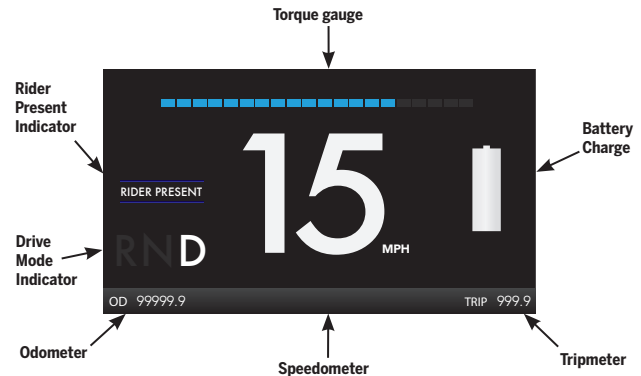 Torque gauge
Rider
Present
Indicator
Battery
Charge
RIDER PRESENT
15
MPH
Drive
Mode
Indicator
RND
OD 99999.9
TRIP 999.9
Odometer
Speedometer
Tripmeter